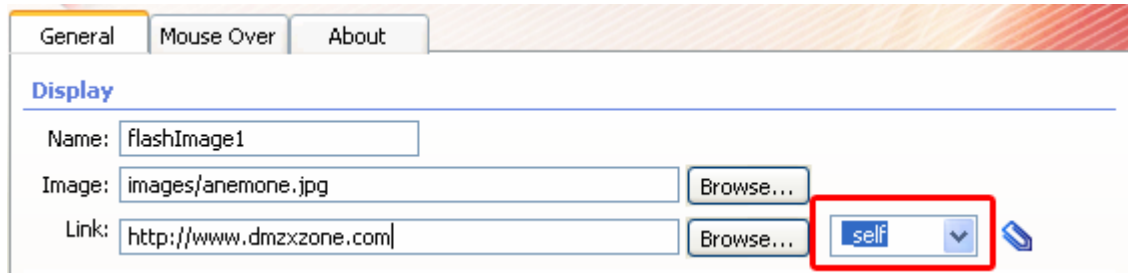 General Mouse Over About
Display
Name: flashImage1
Image: images/anemone.jpg Browse...
Link: http://www.dmzxzone.com Browse... _self